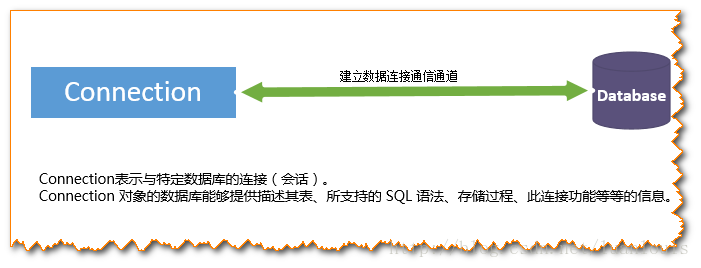 建立数据连接通信通道
Connection
Database
Connection表示与特定数据库的连接（会话）。
Connection 对象的数据库能够提供描述其表、所支持的 SQL 语法、存储过程、此连接功能等等的信息。